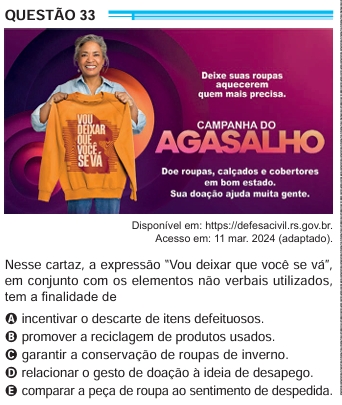 QUESTÃO 33
Deixe suas roupas
aquecerem
quem mais precisa.
VOU
DEIXAR
QUE
VOCÊ
SE VÁ
CAMPANHA DO
AGASALHO
Doe roupas, calçados e cobertores
em bom estado.
Sua doação ajuda muita gente.
Disponível em: https://defesacivil.rs.gov.br.
Acesso em: 11 mar. 2024 (adaptado).
Nesse cartaz, a expressão "Vou deixar que você se vá",
em conjunto com os elementos não verbais utilizados,
tem a finalidade de
A incentivar o descarte de itens defeituosos.
B promover a reciclagem de produtos usados.
C garantir a conservação de roupas de inverno.
D relacionar o gesto de doação à ideia de desapego.
E comparar a peça de roupa ao sentimento de despedida.